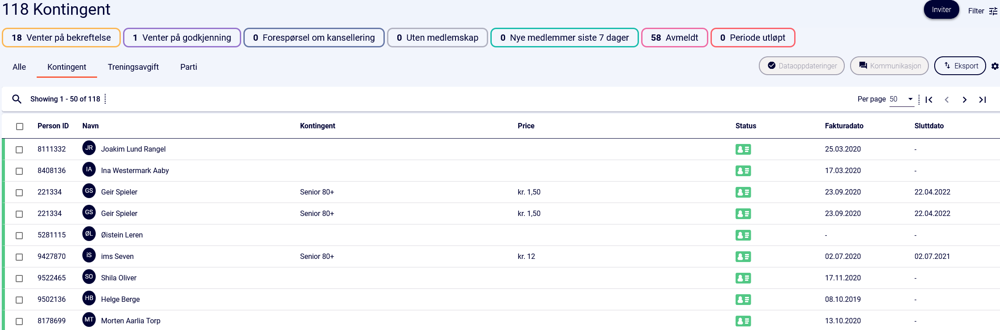 118 Kontingent
Inviter
Filter
18 Venter på bekreftelse
1 Venter på godkjenning
0 Forespørsel om kansellering
0 Uten medlemskap
0 Nye medlemmer siste 7 dager
58 Avmeldt
0 Periode utløpt
Alle Kontingent Treningsavgift Parti
Dataoppdateringer
Kommunikasjon
Eksport
Showing 1 - 50 of 118
Per page 50
Person ID Navn Kontingent Price Status Fakturadato Sluttdato
8111332 JR Joakim Lund Rangel 25.03.2020 -
8408136 IA Ina Westermark Aaby 17.03.2020 -
221334 GS Geir Spieler Senior 80+ kr. 1,50 23.09.2020 22.04.2022
221334 GS Geir Spieler Senior 80+ kr. 1,50 23.09.2020 22.04.2022
5281115 ØL Øistein Leren - -
9427870 iS ims Seven Senior 80+ kr. 12 02.07.2020 02.07.2021
9522465 SO Shila Oliver 17.11.2020 -
9502136 HB Helge Berge 08.10.2019 -
8178699 MT Morten Aarlia Torp 13.10.2020 -